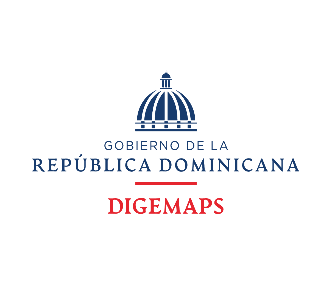 GOBIERNO DE LA
REPÚBLICA DOMINICANA
DIGEMAPS